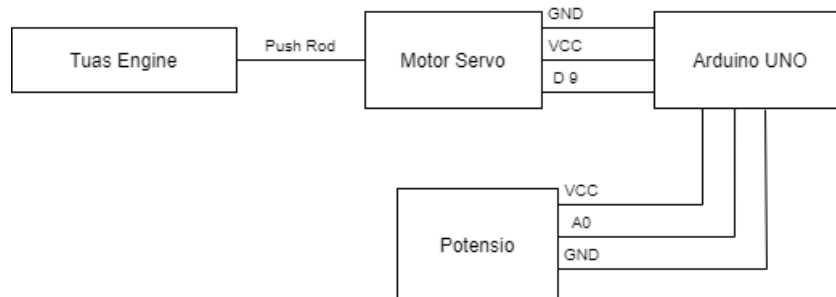 Tuas Engine
Push Rod
Motor Servo
GND
VCC
D 9
Arduino UNO
Potensio
VCC
A0
GND